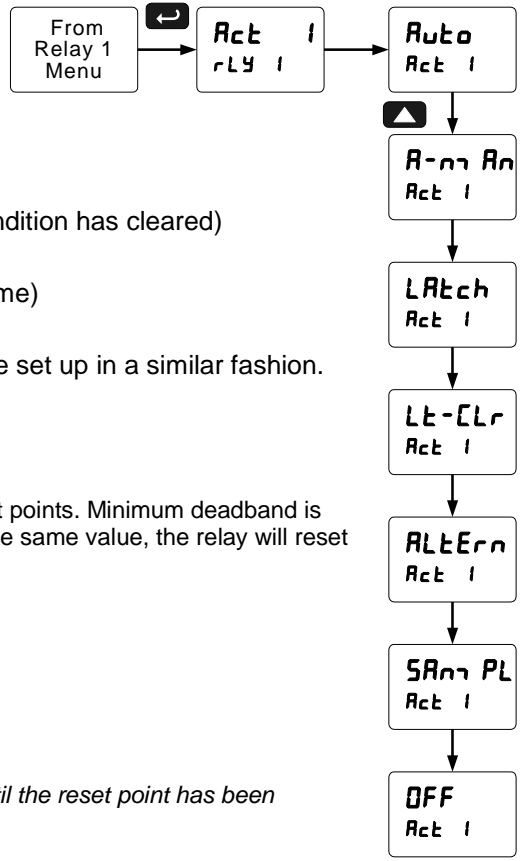 From
Relay 1
Menu
Act 1
rLY 1
Auto
Act 1
A-m An
Act 1
ndition has cleared)
me)
LAtch
Act 1
e set up in a similar fashion.
Lt-CLr
Act 1
t points. Minimum deadband is
e same value, the relay will reset
ALtErn
Act 1
SAm PL
Act 1
til the reset point has been
OFF
Act 1